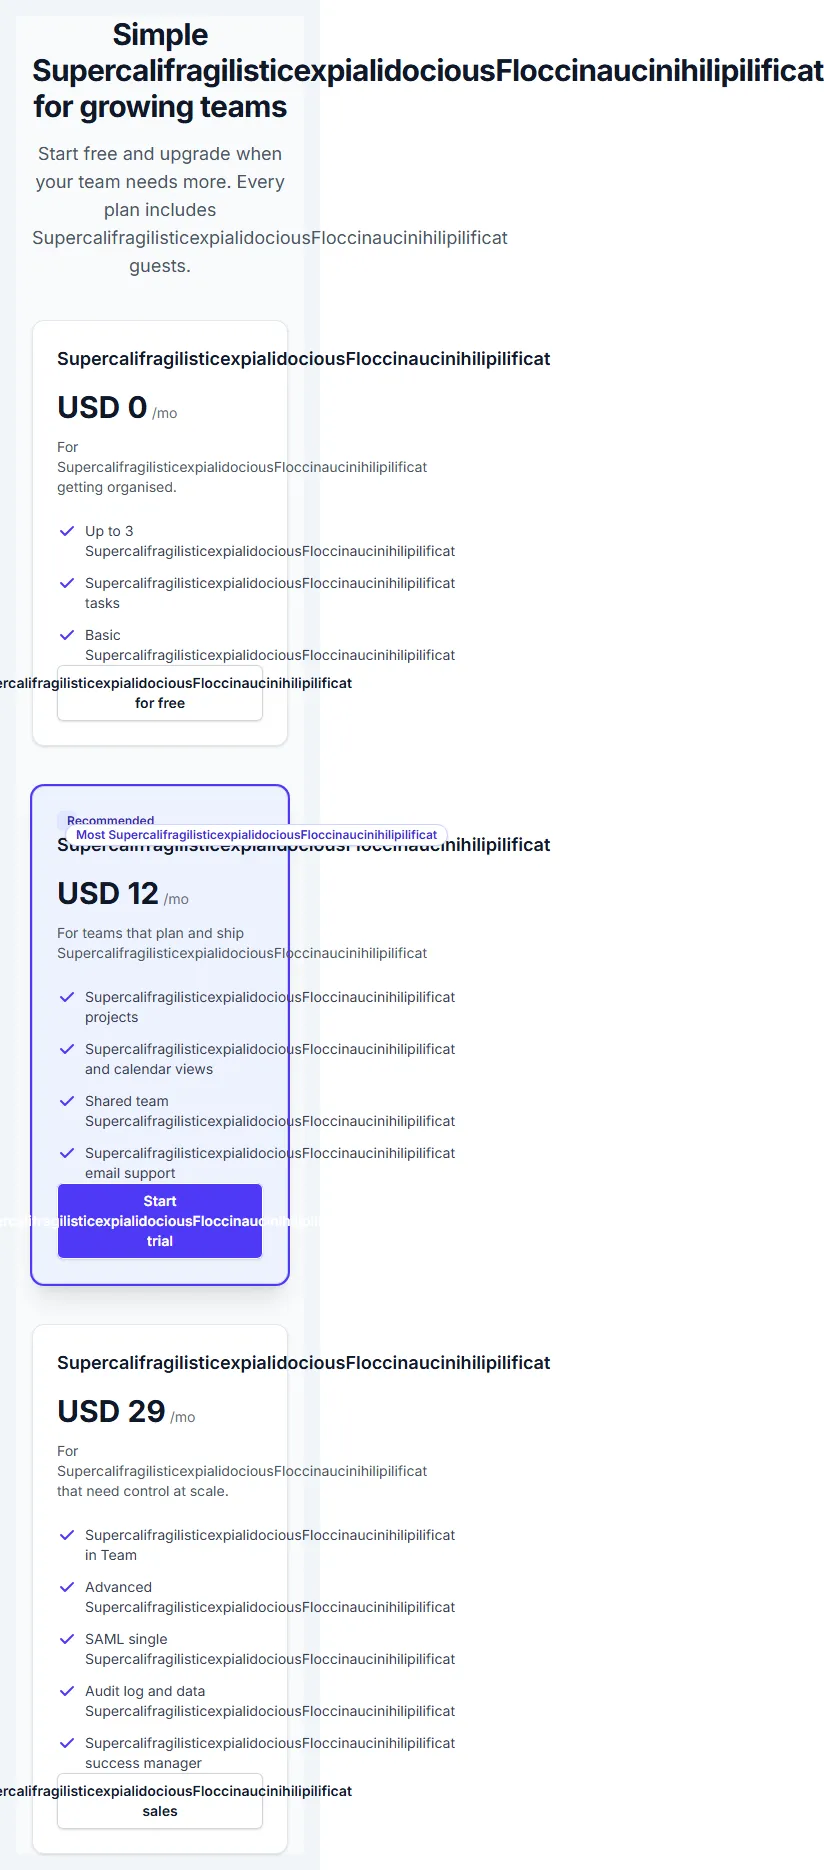 Simple
SupercalifragilisticexpialidociousFloccinaucinihilipilificat
for growing teams
Start free and upgrade when
your team needs more. Every
plan includes
SupercalifragilisticexpialidociousFloccinaucinihilipilificat
guests.
SupercalifragilisticexpialidociousFloccinaucinihilipilificat
USD 0 /mo
For
SupercalifragilisticexpialidociousFloccinaucinihilipilificat
getting organised.
Up to 3
SupercalifragilisticexpialidociousFloccinaucinihilipilificat
SupercalifragilisticexpialidociousFloccinaucinihilipilificat
tasks
Basic
SupercalifragilisticexpialidociousFloccinaucinihilipilificat
ercalifragilisticexpialidociousFloccinaucinihilipilificat
for free
Recommended
Most SupercalifragilisticexpialidociousFloccinaucinihilipilificat
SupercalifragilisticexpialidociousFloccinaucinihilipilificat
USD 12 /mo
For teams that plan and ship
SupercalifragilisticexpialidociousFloccinaucinihilipilificat
SupercalifragilisticexpialidociousFloccinaucinihilipilificat
projects
SupercalifragilisticexpialidociousFloccinaucinihilipilificat
and calendar views
Shared team
SupercalifragilisticexpialidociousFloccinaucinihilipilificat
SupercalifragilisticexpialidociousFloccinaucinihilipilificat
email support
Start
ercalifragilisticexpialidociousFloccinaucinihilipili
trial
SupercalifragilisticexpialidociousFloccinaucinihilipilificat
USD 29 /mo
For
SupercalifragilisticexpialidociousFloccinaucinihilipilificat
that need control at scale.
SupercalifragilisticexpialidociousFloccinaucinihilipilificat
in Team
Advanced
SupercalifragilisticexpialidociousFloccinaucinihilipilificat
SAML single
SupercalifragilisticexpialidociousFloccinaucinihilipilificat
Audit log and data
SupercalifragilisticexpialidociousFloccinaucinihilipilificat
SupercalifragilisticexpialidociousFloccinaucinihilipilificat
success manager
ercalifragilisticexpialidociousFloccinaucinihilipilificat
sales